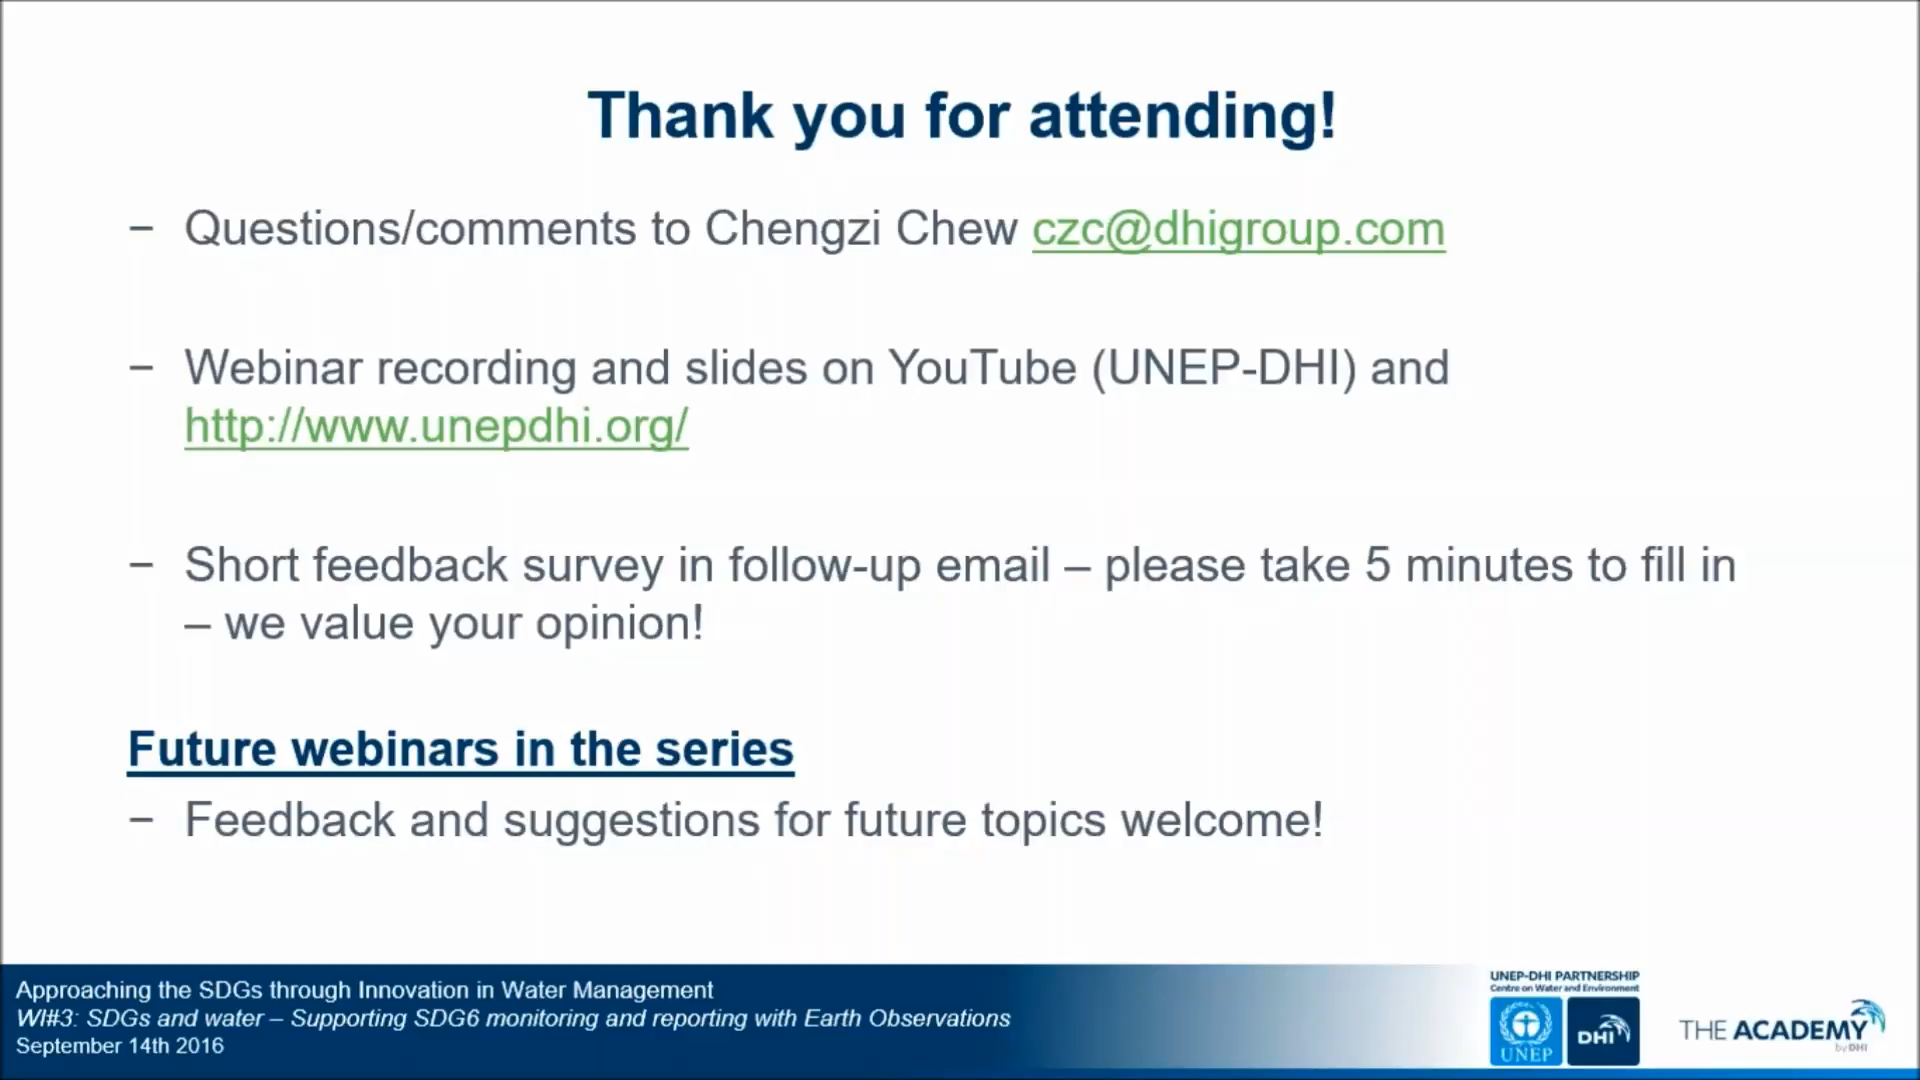 Thank you for attending!
– Questions/comments to Chengzi Chew czc@dhigroup.com
– Webinar recording and slides on YouTube (UNEP-DHI) and
http://www.unepdhi.org/
– Short feedback survey in follow-up email – please take 5 minutes to fill in
– we value your opinion!
Future webinars in the series
– Feedback and suggestions for future topics welcome!
Approaching the SDGs through Innovation in Water Management
WI#3: SDGs and water – Supporting SDG6 monitoring and reporting with Earth Observations
September 14th 2016
UNEP-DHI PARTNERSHIP
Centre on Water and Environment
UNEP
DHI
THE ACADEMY
by DHI